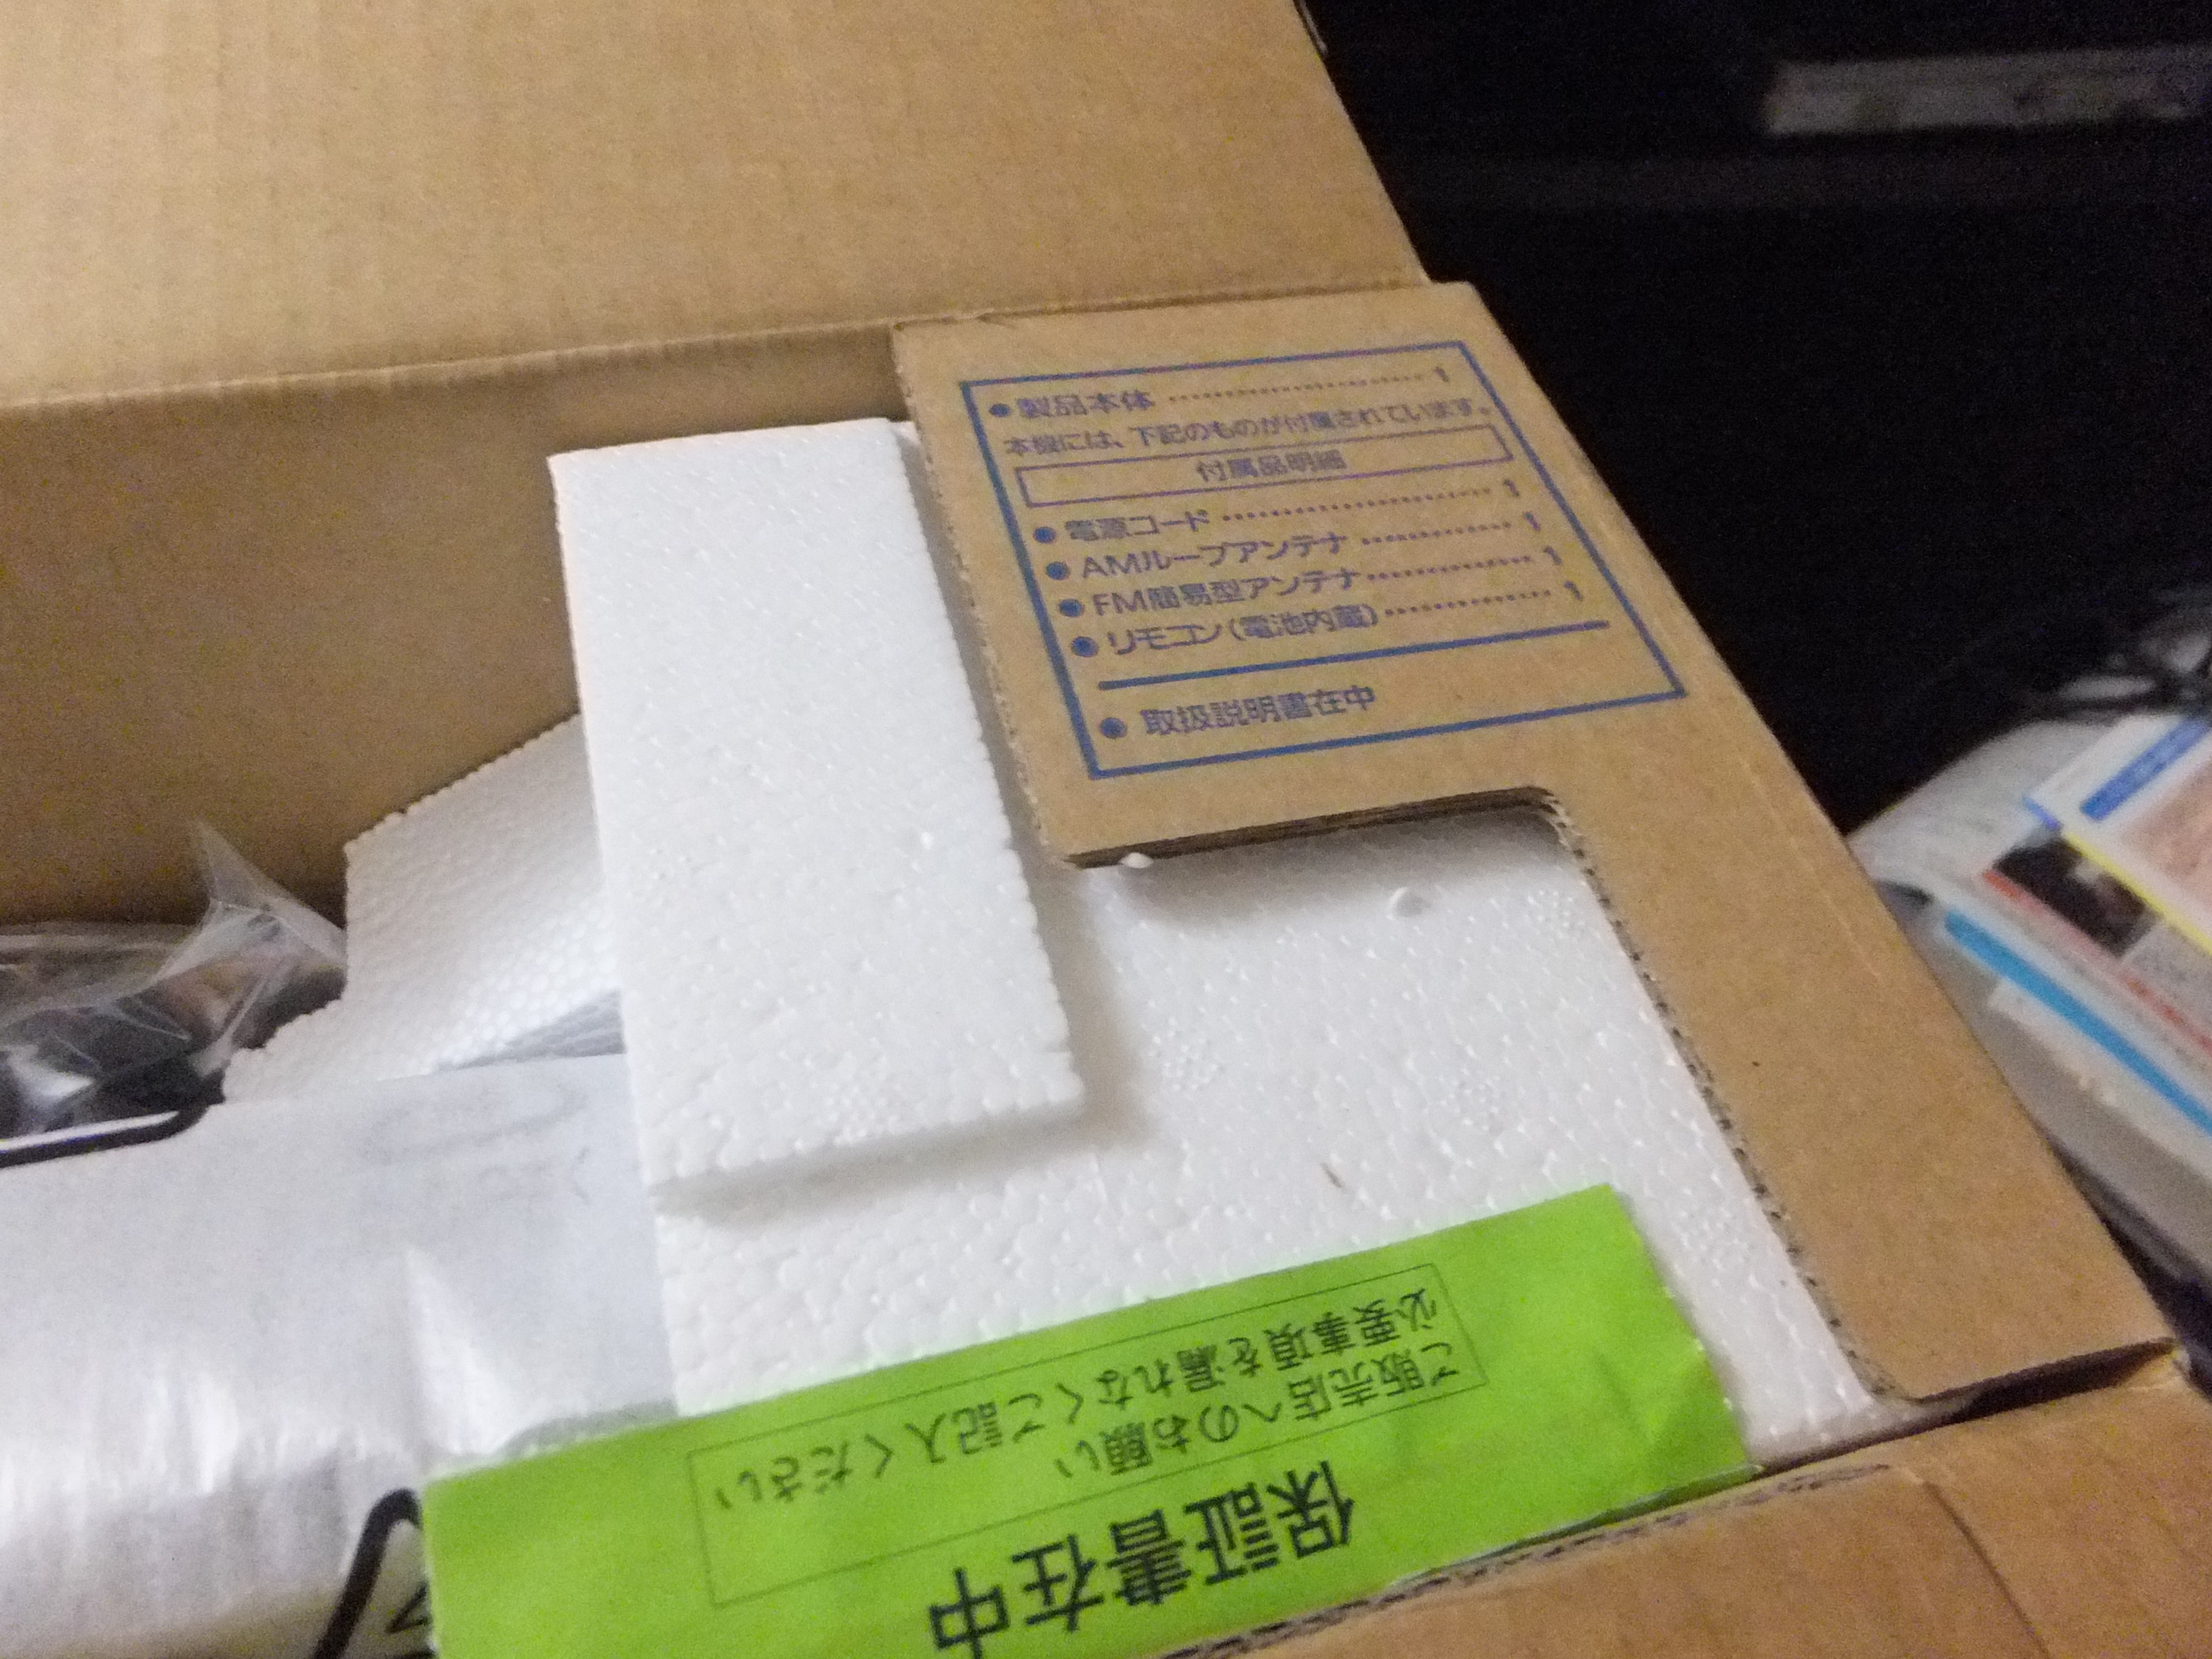 ●製品本体 ………………………… 1
本機には、下記のものが付属されています。
付属品明細
●電源コード ………………………… 1
●AMループアンテナ ……………… 1
●FM簡易型アンテナ ……………… 1
●リモコン(電池内蔵) ……………… 1
●取扱説明書在中
保証書在中
ご販売店へのお願い
必要事項を漏れなくご記入ください